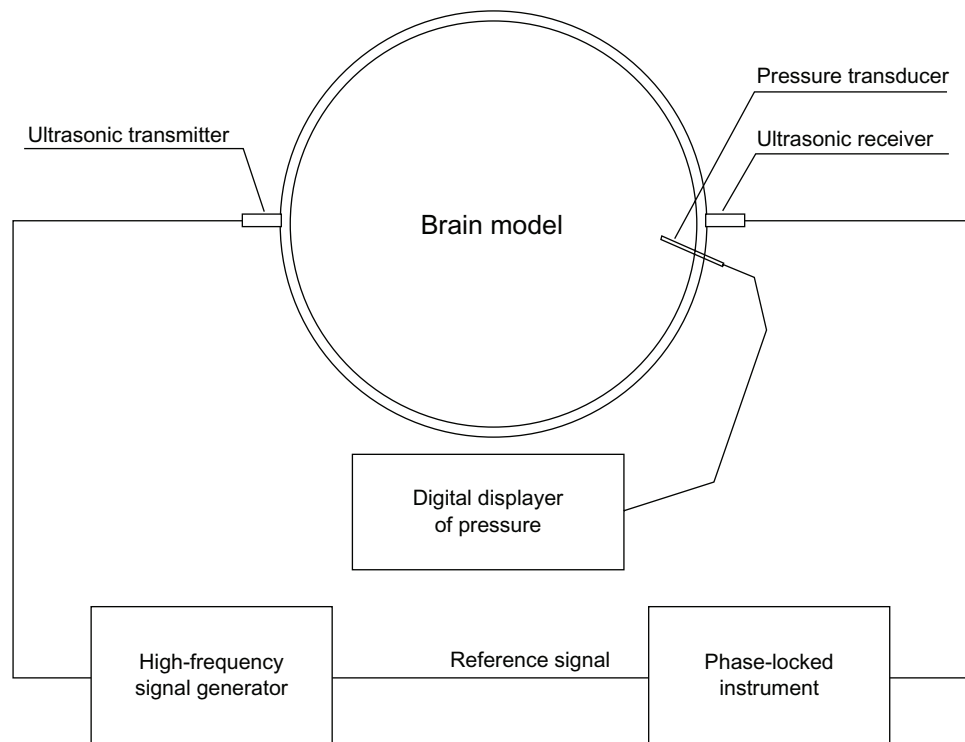 Pressure transducer
Ultrasonic transmitter
Ultrasonic receiver
Brain model
Digital displayer
of pressure
High-frequency
signal generator
Reference signal
Phase-locked
instrument